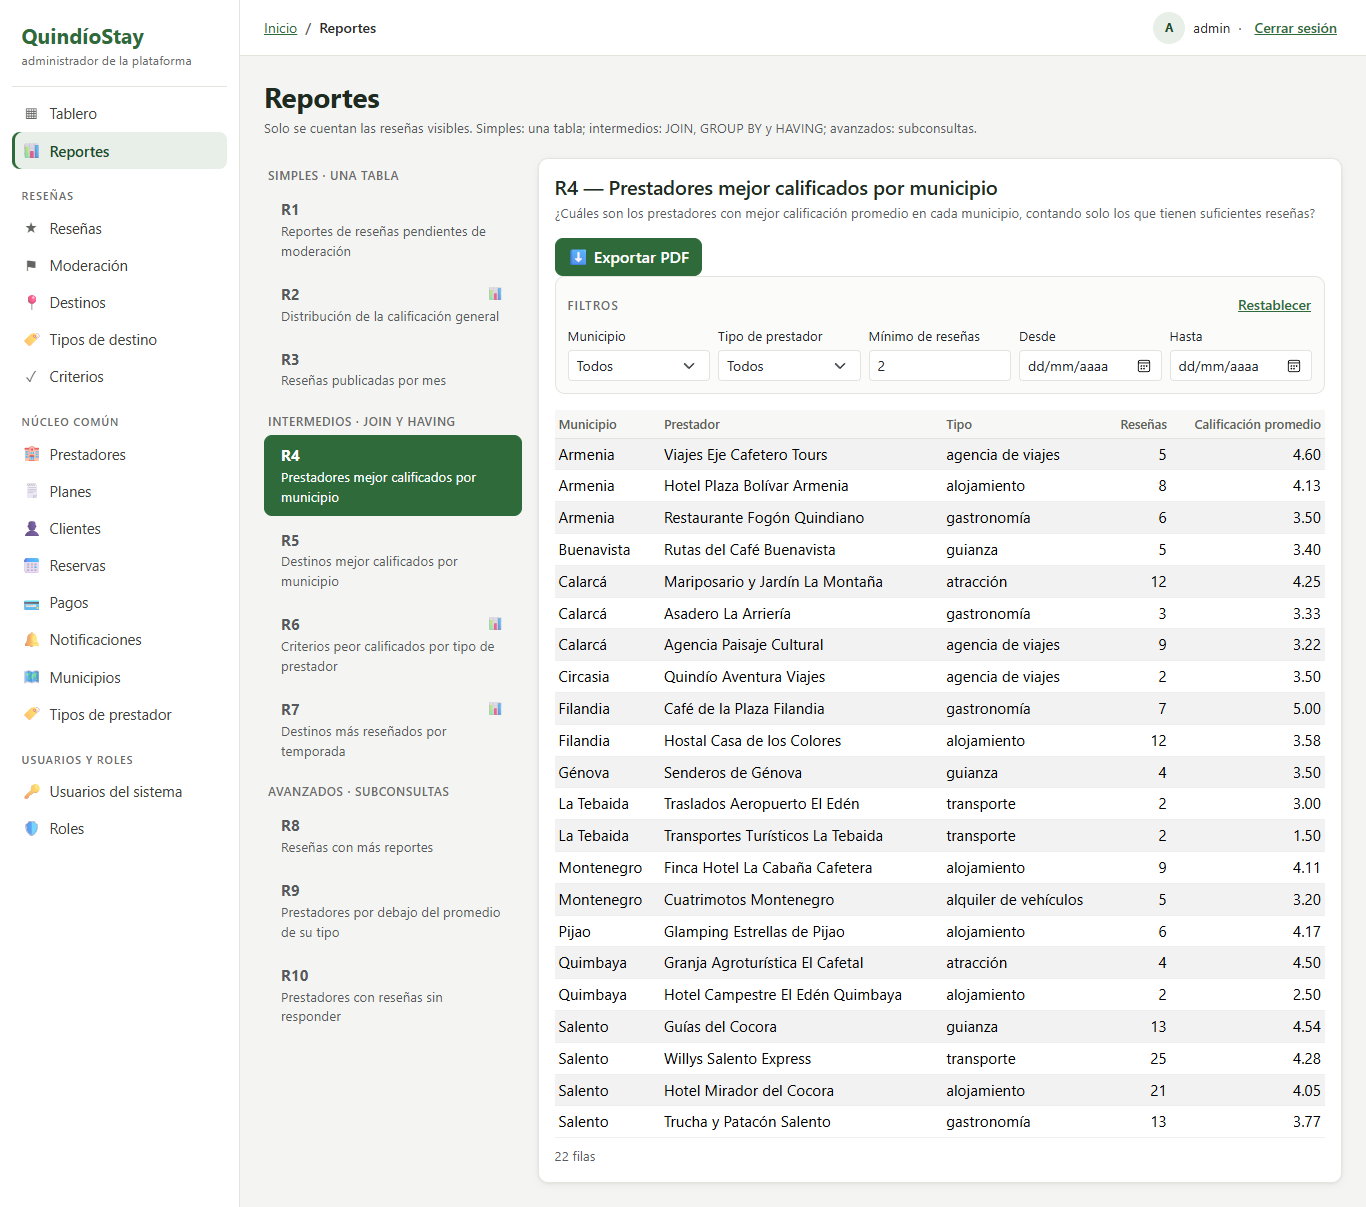 QuindíoStay
administrador de la plataforma
Tablero
Reportes
RESEÑAS
Reseñas
Moderación
Destinos
Tipos de destino
Criterios
NÚCLEO COMÚN
Prestadores
Planes
Clientes
Reservas
Pagos
Notificaciones
Municipios
Tipos de prestador
USUARIOS Y ROLES
Usuarios del sistema
Roles
Inicio / Reportes
A admin · Cerrar sesión
Reportes
Solo se cuentan las reseñas visibles. Simples: una tabla; intermedios: JOIN, GROUP BY y HAVING; avanzados: subconsultas.
SIMPLES · UNA TABLA
R1
Reportes de reseñas pendientes de
moderación
R2
Distribución de la calificación general
R3
Reseñas publicadas por mes
INTERMEDIOS · JOIN Y HAVING
R4
Prestadores mejor calificados por
municipio
R5
Destinos mejor calificados por
municipio
R6
Criterios peor calificados por tipo de
prestador
R7
Destinos más reseñados por
temporada
AVANZADOS · SUBCONSULTAS
R8
Reseñas con más reportes
R9
Prestadores por debajo del promedio
de su tipo
R10
Prestadores con reseñas sin
responder
R4 — Prestadores mejor calificados por municipio
¿Cuáles son los prestadores con mejor calificación promedio en cada municipio, contando solo los que tienen suficientes reseñas?
Exportar PDF
FILTROS Restablecer
Municipio Tipo de prestador Mínimo de reseñas Desde Hasta
Todos Todos 2 dd/mm/aaaa dd/mm/aaaa
Municipio Prestador Tipo Reseñas Calificación promedio
Armenia Viajes Eje Cafetero Tours agencia de viajes 5 4.60
Armenia Hotel Plaza Bolívar Armenia alojamiento 8 4.13
Armenia Restaurante Fogón Quindiano gastronomía 6 3.50
Buenavista Rutas del Café Buenavista guianza 5 3.40
Calarcá Mariposario y Jardín La Montaña atracción 12 4.25
Calarcá Asadero La Arriería gastronomía 3 3.33
Calarcá Agencia Paisaje Cultural agencia de viajes 9 3.22
Circasia Quindío Aventura Viajes agencia de viajes 2 3.50
Filandia Café de la Plaza Filandia gastronomía 7 5.00
Filandia Hostal Casa de los Colores alojamiento 12 3.58
Génova Senderos de Génova guianza 4 3.50
La Tebaida Traslados Aeropuerto El Edén transporte 2 3.00
La Tebaida Transportes Turísticos La Tebaida transporte 2 1.50
Montenegro Finca Hotel La Cabaña Cafetera alojamiento 9 4.11
Montenegro Cuatrimotos Montenegro alquiler de vehículos 5 3.20
Pijao Glamping Estrellas de Pijao alojamiento 6 4.17
Quimbaya Granja Agroturística El Cafetal atracción 4 4.50
Quimbaya Hotel Campestre El Edén Quimbaya alojamiento 2 2.50
Salento Guías del Cocora guianza 13 4.54
Salento Willys Salento Express transporte 25 4.28
Salento Hotel Mirador del Cocora alojamiento 21 4.05
Salento Trucha y Patacón Salento gastronomía 13 3.77
22 filas